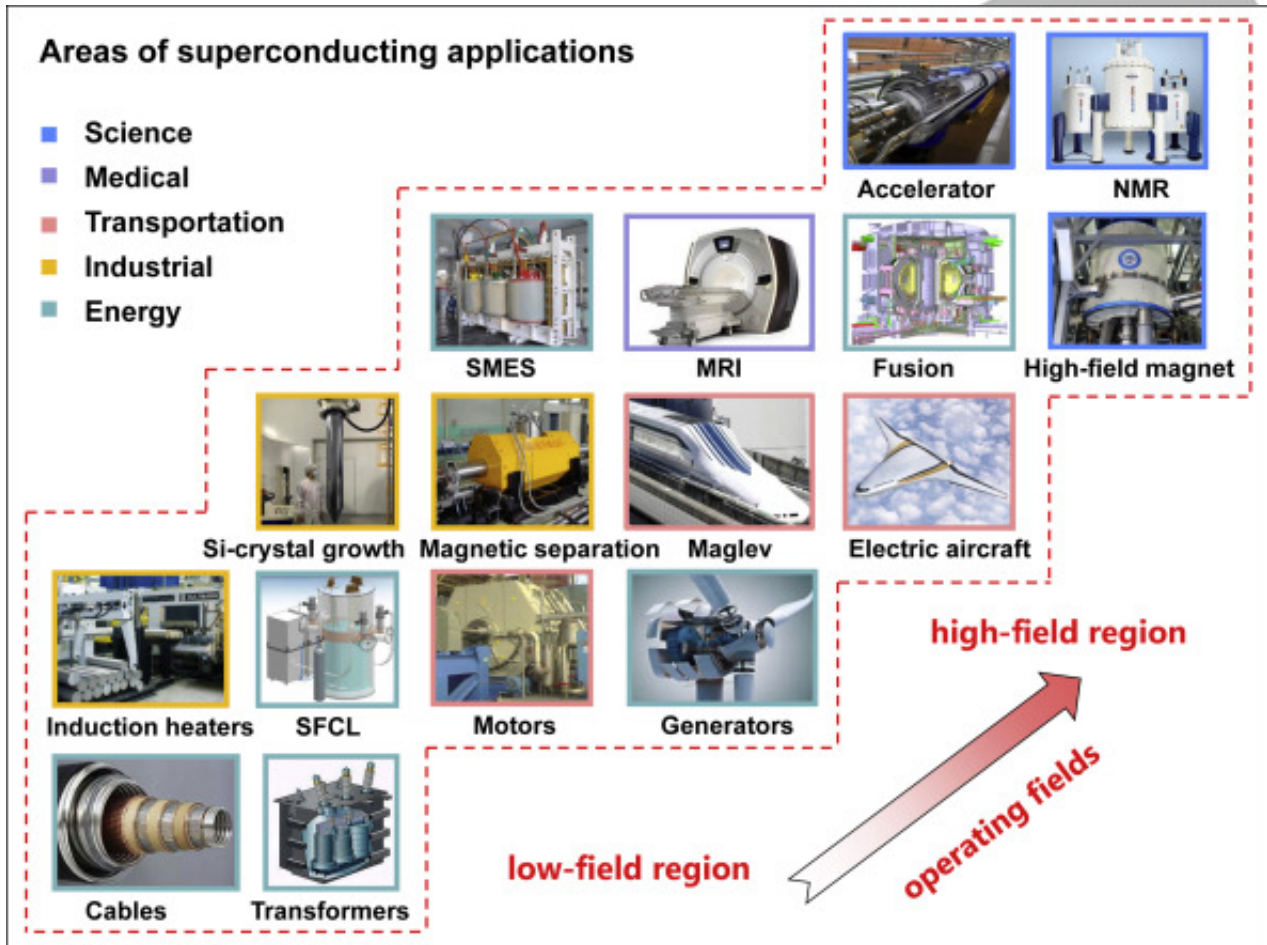 Areas of superconducting applications
Science
Medical
Transportation
Industrial
Energy
Accelerator
NMR
SMES
MRI
Fusion
High-field magnet
Si-crystal growth
Magnetic separation
Maglev
Electric aircraft
Induction heaters
SFCL
Motors
Generators
Cables
Transformers
high-field region
operating fields
low-field region